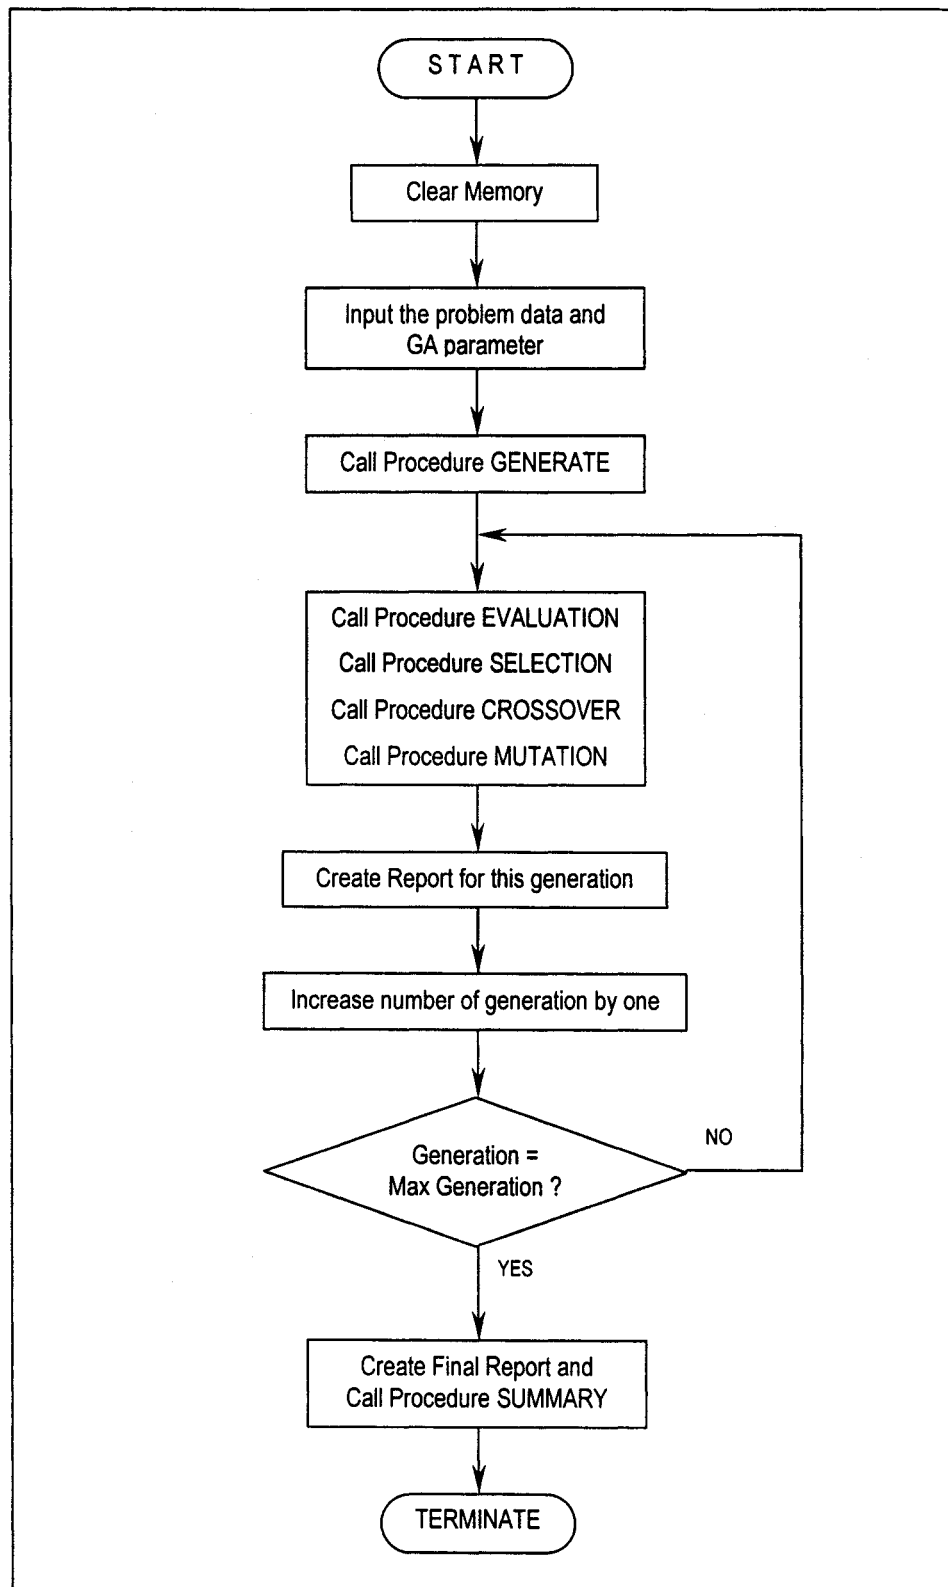 START
Clear Memory
Input the problem data and
GA parameter
Call Procedure GENERATE
Call Procedure EVALUATION
Call Procedure SELECTION
Call Procedure CROSSOVER
Call Procedure MUTATION
Create Report for this generation
Increase number of generation by one
Generation =
Max Generation ?
NO
YES
Create Final Report and
Call Procedure SUMMARY
TERMINATE